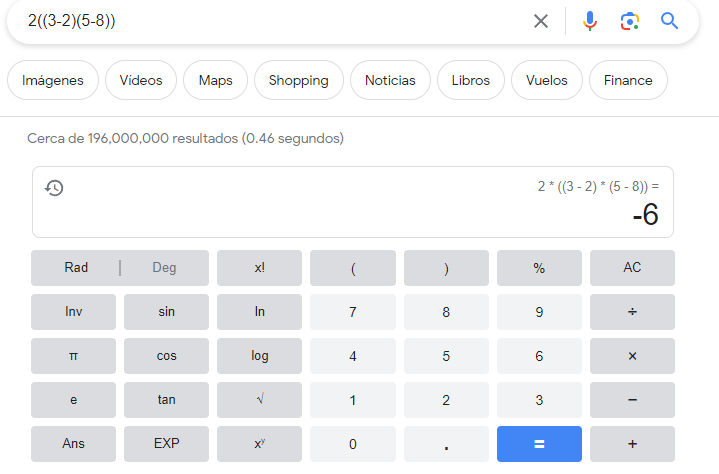 2((3-2)(5-8))
Imágenes Vídeos Maps Shopping Noticias Libros Vuelos Finance
Cerca de 196,000,000 resultados (0.46 segundos)
2 * ((3 - 2) * (5 - 8)) =
-6
Rad | Deg x! ( ) % AC
Inv sin ln 7 8 9 ÷
π cos log 4 5 6 ×
e tan √ 1 2 3 −
Ans EXP xʸ 0 . = +